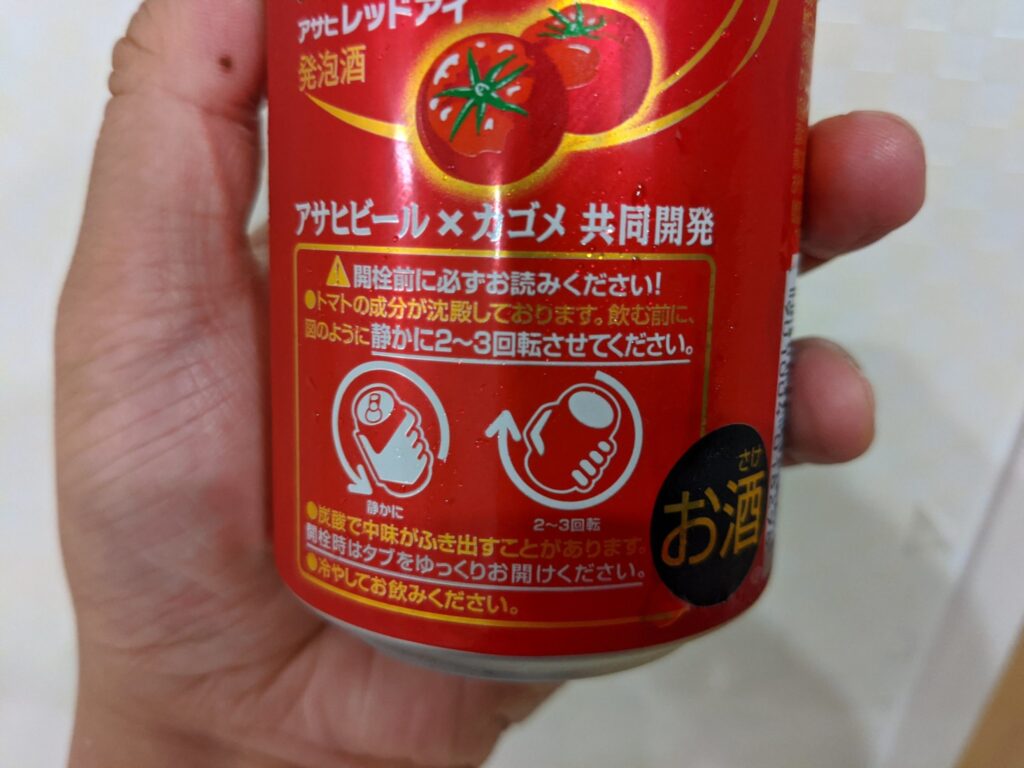 アサヒレッドアイ
発泡酒
アサヒビール×カゴメ 共同開発
開栓前に必ずお読みください!
●トマトの成分が沈殿しております。飲む前に、
図のように静かに2～3回転させてください。
静かに
2～3回転
●炭酸で中味がふき出すことがあります。
開栓時はタブをゆっくりお開けください。
●冷やしてお飲みください。
さけ
お酒